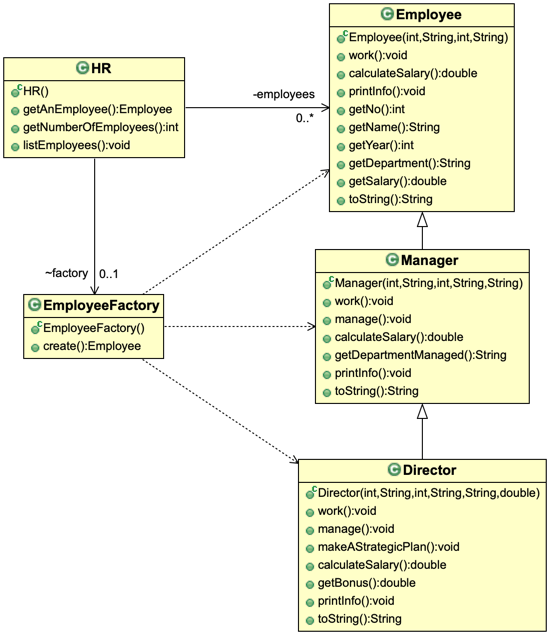 HR
HR()
getAnEmployee():Employee
getNumberOfEmployees():int
listEmployees():void
-employees
0..*
Employee
Employee(int,String,int,String)
work():void
calculateSalary():double
printInfo():void
getNo():int
getName():String
getYear():int
getDepartment():String
getSalary():double
toString():String
~factory
0..1
EmployeeFactory
EmployeeFactory()
create():Employee
Manager
Manager(int,String,int,String,String)
work():void
manage():void
calculateSalary():double
getDepartmentManaged():String
printInfo():void
toString():String
Director
Director(int,String,int,String,String,double)
work():void
manage():void
makeAStrategicPlan():void
calculateSalary():double
getBonus():double
printInfo():void
toString():String